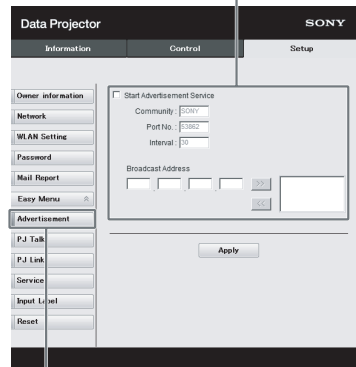 Data Projector
SONY
Information
Control
Setup
Owner information
Network
WLAN Setting
Password
Mail Report
Easy Menu
Advertisement
PJ Talk
PJ Link
Service
Input Label
Reset
Start Advertisement Service
Community: SONY
Port No.: 53862
Interval: 30
Broadcast Address
. . .
>>
<<
Apply